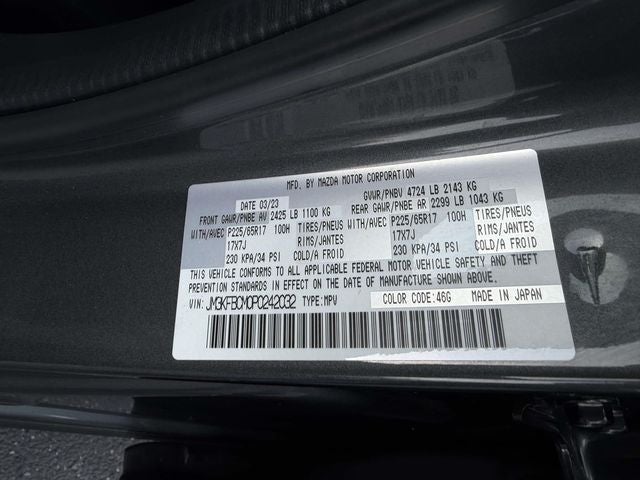 MFD. BY MAZDA MOTOR CORPORATION
DATE 03/23 GVWR/PNBV 4724 LB 2143 KG
FRONT GAWR/PNBE AV 2425 LB 1100 KG REAR GAWR/PNBE AR 2299 LB 1043 KG
WITH/AVEC P225/65R17 100H TIRES/PNEUS WITH/AVEC P225/65R17 100H TIRES/PNEUS
17X7J RIMS/JANTES 17X7J RIMS/JANTES
230 KPA/34 PSI COLD/A FROID 230 KPA/34 PSI COLD/A FROID
THIS VEHICLE CONFORMS TO ALL APPLICABLE FEDERAL MOTOR VEHICLE SAFETY AND THEFT
PREVENTION STANDARDS IN EFFECT ON THE DATE OF MANUFACTURE SHOWN ABOVE.
VIN: JM3KFBCM0P0242032 TYPE:MPV COLOR CODE:46G MADE IN JAPAN